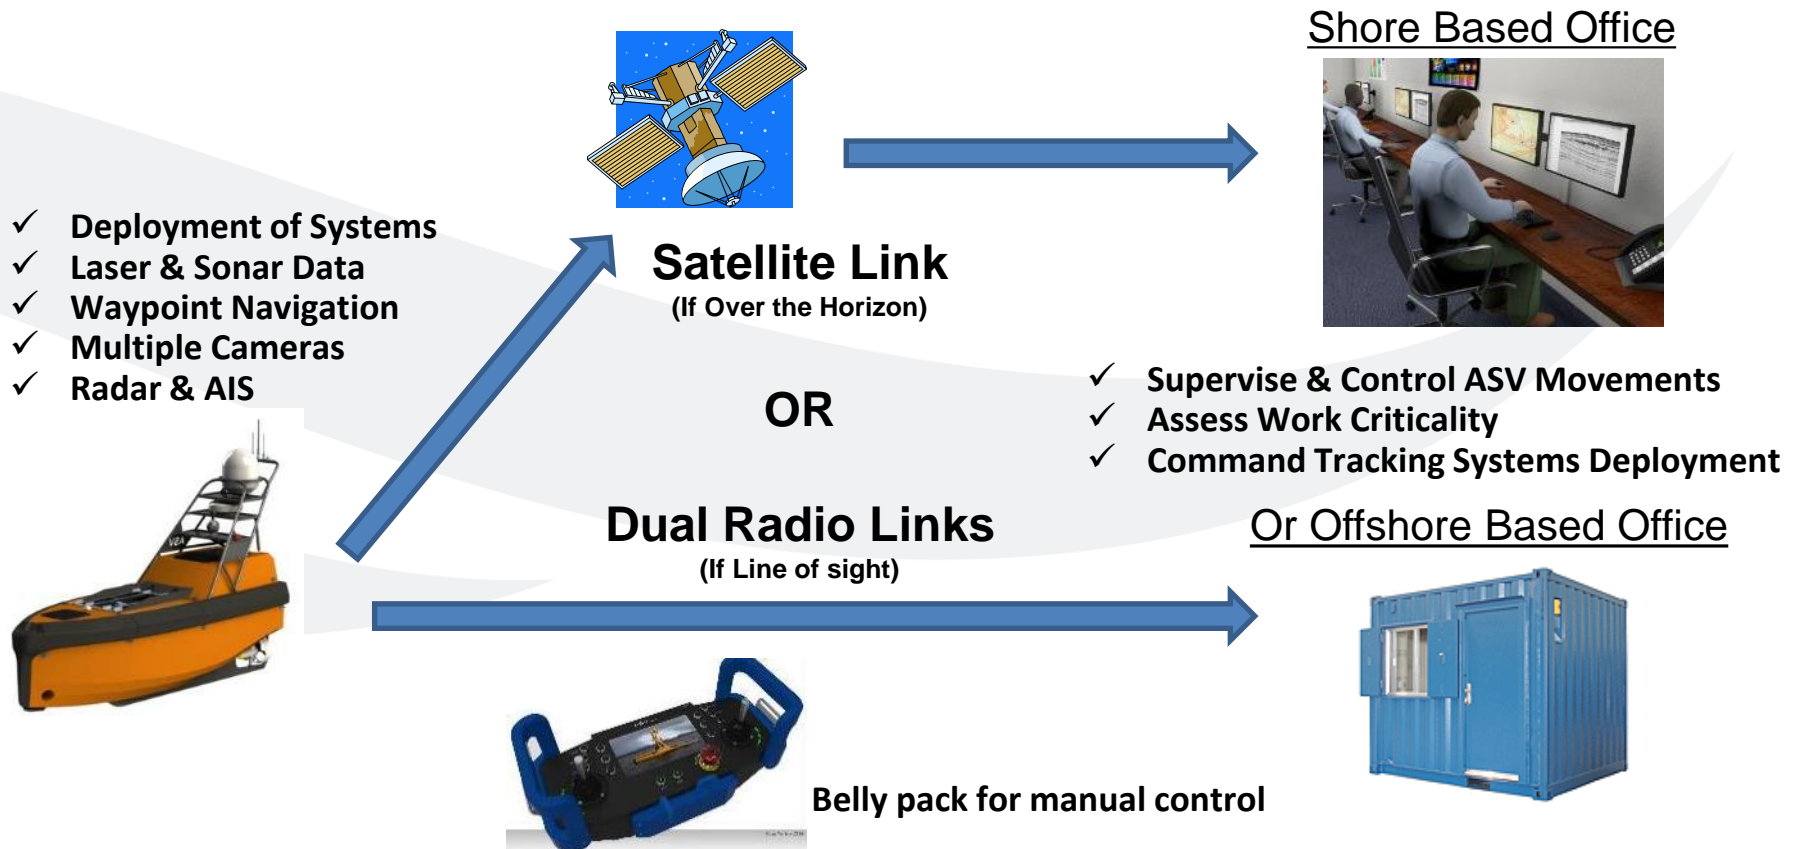 Shore Based Office
✓ Deployment of Systems
✓ Laser & Sonar Data
✓ Waypoint Navigation
✓ Multiple Cameras
✓ Radar & AIS
Satellite Link
(If Over the Horizon)
OR
✓ Supervise & Control ASV Movements
✓ Assess Work Criticality
✓ Command Tracking Systems Deployment
Dual Radio Links
(If Line of sight)
Or Offshore Based Office
Belly pack for manual control